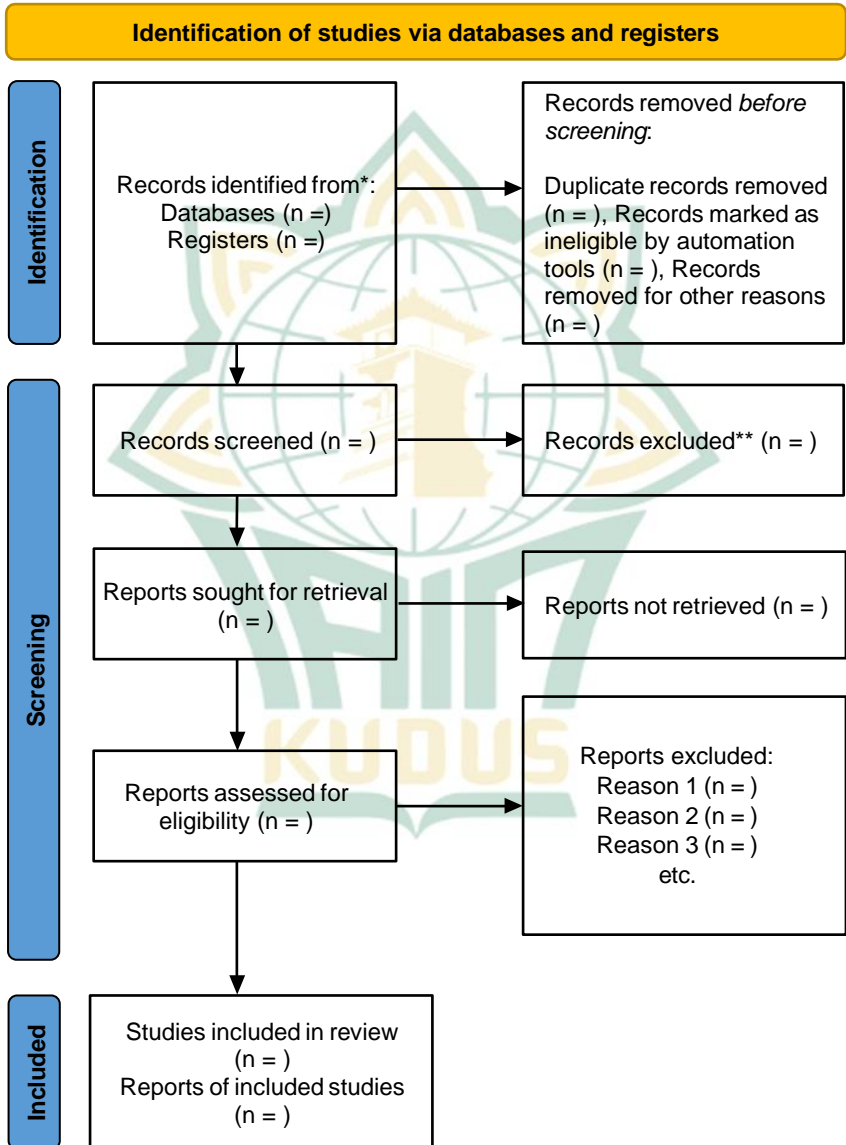 Identification of studies via databases and registers
Identification
Records identified from*:
Databases (n =)
Registers (n =)
Records removed before
screening:
Duplicate records removed
(n = ), Records marked as
ineligible by automation
tools (n = ), Records
removed for other reasons
(n = )
Screening
Records screened (n = )
Records excluded** (n = )
Reports sought for retrieval
(n = )
Reports not retrieved (n = )
Reports assessed for
eligibility (n = )
Reports excluded:
Reason 1 (n = )
Reason 2 (n = )
Reason 3 (n = )
etc.
Included
Studies included in review
(n = )
Reports of included studies
(n = )
IAIN
KUDUS